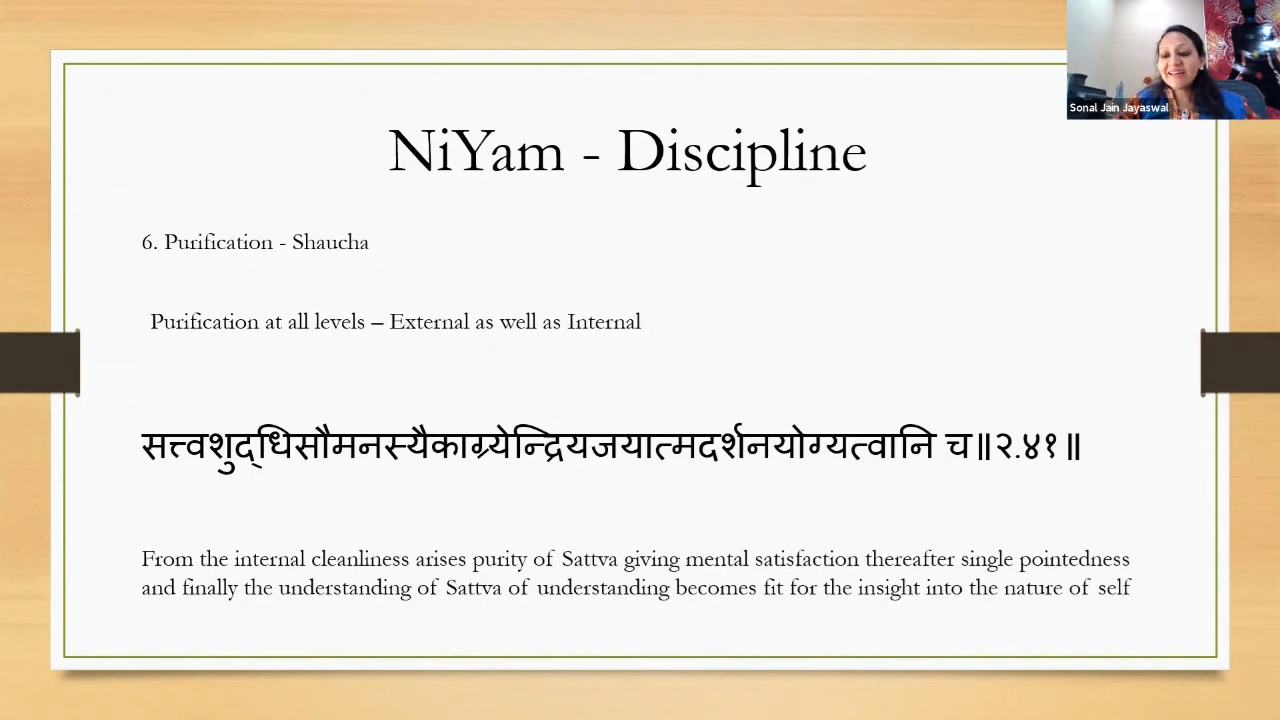 Sonal Jain Jayaswal
NiYam - Discipline
6. Purification - Shaucha
Purification at all levels – External as well as Internal
सत्त्वशुद्धिसौमनस्यैकाग्र्येन्द्रियजयात्मदर्शनयोग्यत्वानि च॥२.४१॥
From the internal cleanliness arises purity of Sattva giving mental satisfaction thereafter single pointedness
and finally the understanding of Sattva of understanding becomes fit for the insight into the nature of self